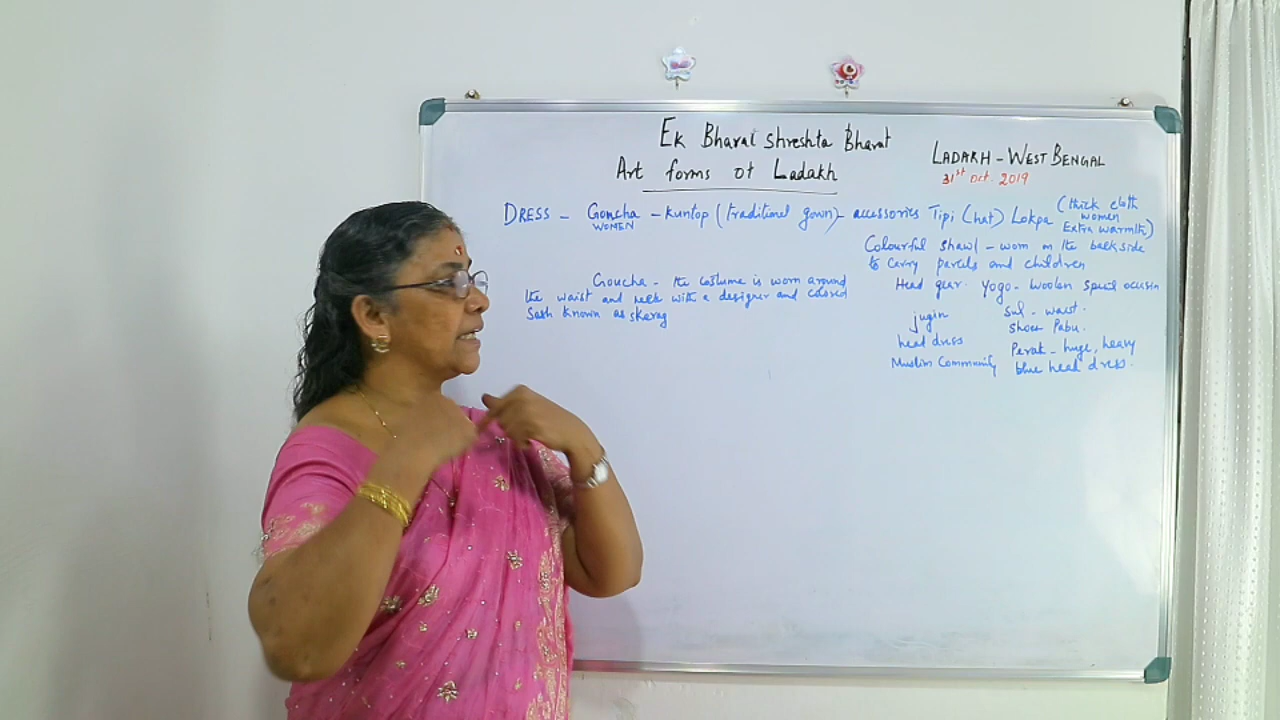 Ek Bharat Shreshta Bharat
Art forms of Ladakh
LADAKH - WEST BENGAL
31st Oct. 2019
DRESS - Goncha - Kuntop (traditional gown) - accessories Tipi (hat) Lokpa (thick cloth
WOMEN
women
Extra warmth)
Colourful shawl - worn on the back side
to carry parcels and children
Goucha - the costume is worn around
the waist and neck with a designer and colored
Sash known as skerag
Head gear. Yogo - Woolen
jugin
Sul - waist.
shoes Pabu.
head dress
Perak - huge, heavy
Muslim Community
blue head dress.